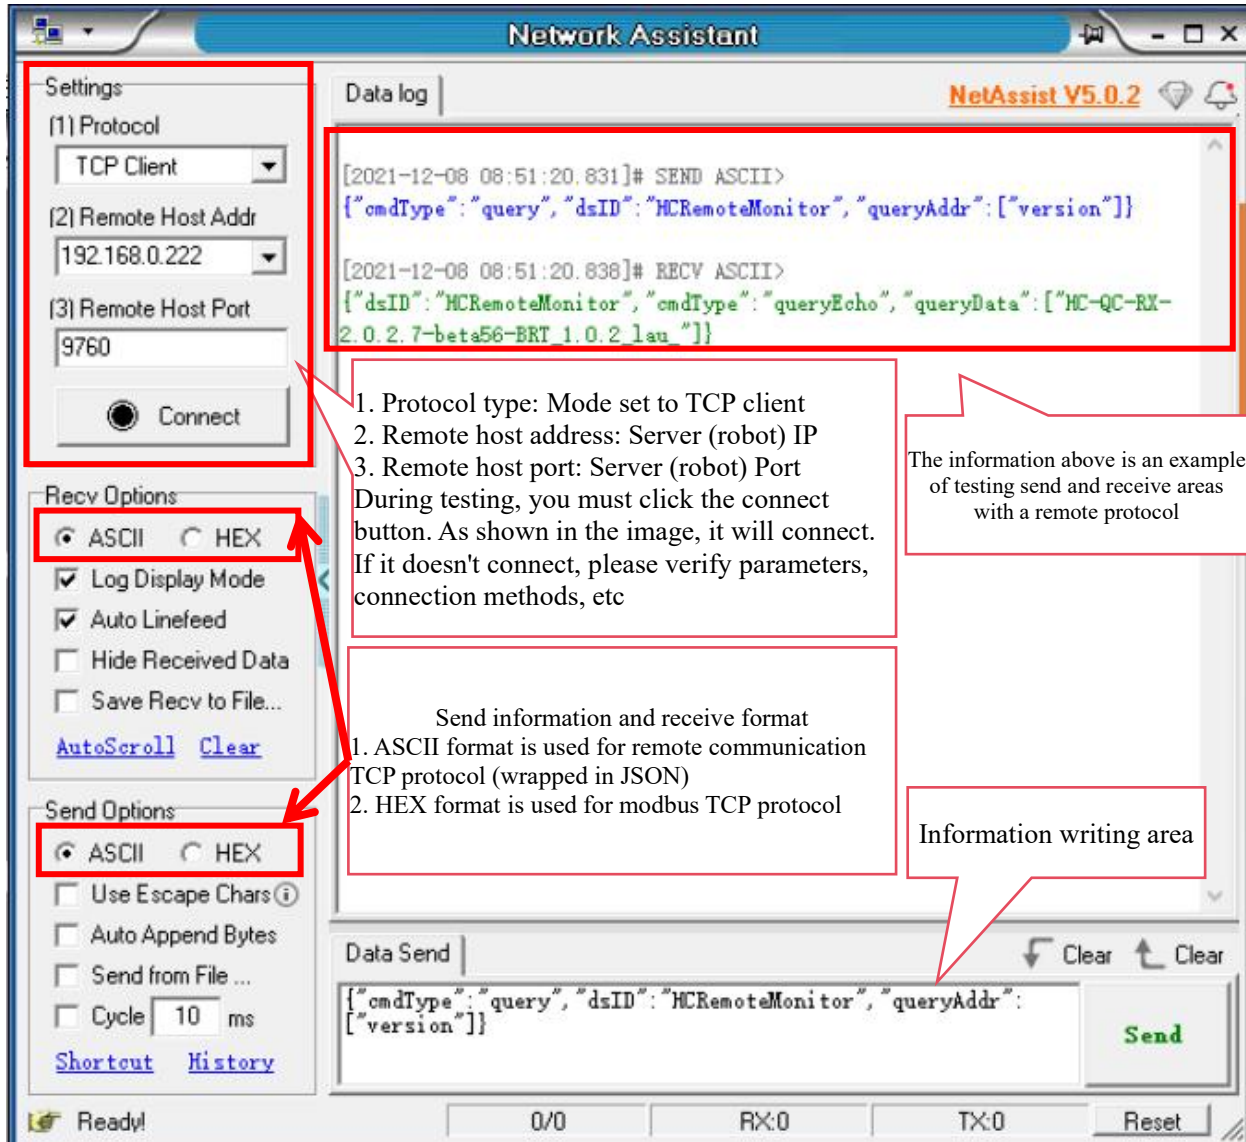 Network Assistant
Settings
(1) Protocol
TCP Client
(2) Remote Host Addr
192.168.0.222
(3) Remote Host Port
9760
Connect
Recv Options
ASCII HEX
Log Display Mode
Auto Linefeed
Hide Received Data
Save Recv to File...
AutoScroll Clear
Send Options
ASCII HEX
Use Escape Chars
Auto Append Bytes
Send from File ...
Cycle 10 ms
Shortcut History
Data log
NetAssist V5.0.2
[2021-12-08 08:51:20.831]# SEND ASCII>
{"cmdType":"query","dsID":"HCRemoteMonitor","queryAddr":["version"]}
[2021-12-08 08:51:20.838]# RECV ASCII>
{"dsID":"HCRemoteMonitor","cmdType":"queryEcho","queryData":["HC-QC-RX-
2.0.2.7-beta56-BRT_1.0.2_lau_"]}
1. Protocol type: Mode set to TCP client
2. Remote host address: Server (robot) IP
3. Remote host port: Server (robot) Port
During testing, you must click the connect
button. As shown in the image, it will connect.
If it doesn't connect, please verify parameters,
connection methods, etc
The information above is an example
of testing send and receive areas
with a remote protocol
Send information and receive format
1. ASCII format is used for remote communication
TCP protocol (wrapped in JSON)
2. HEX format is used for modbus TCP protocol
Information writing area
Data Send
Clear Clear
{"cmdType":"query","dsID":"HCRemoteMonitor","queryAddr":
["version"]}
Send
Ready!
0/0
RX:0
TX:0
Reset